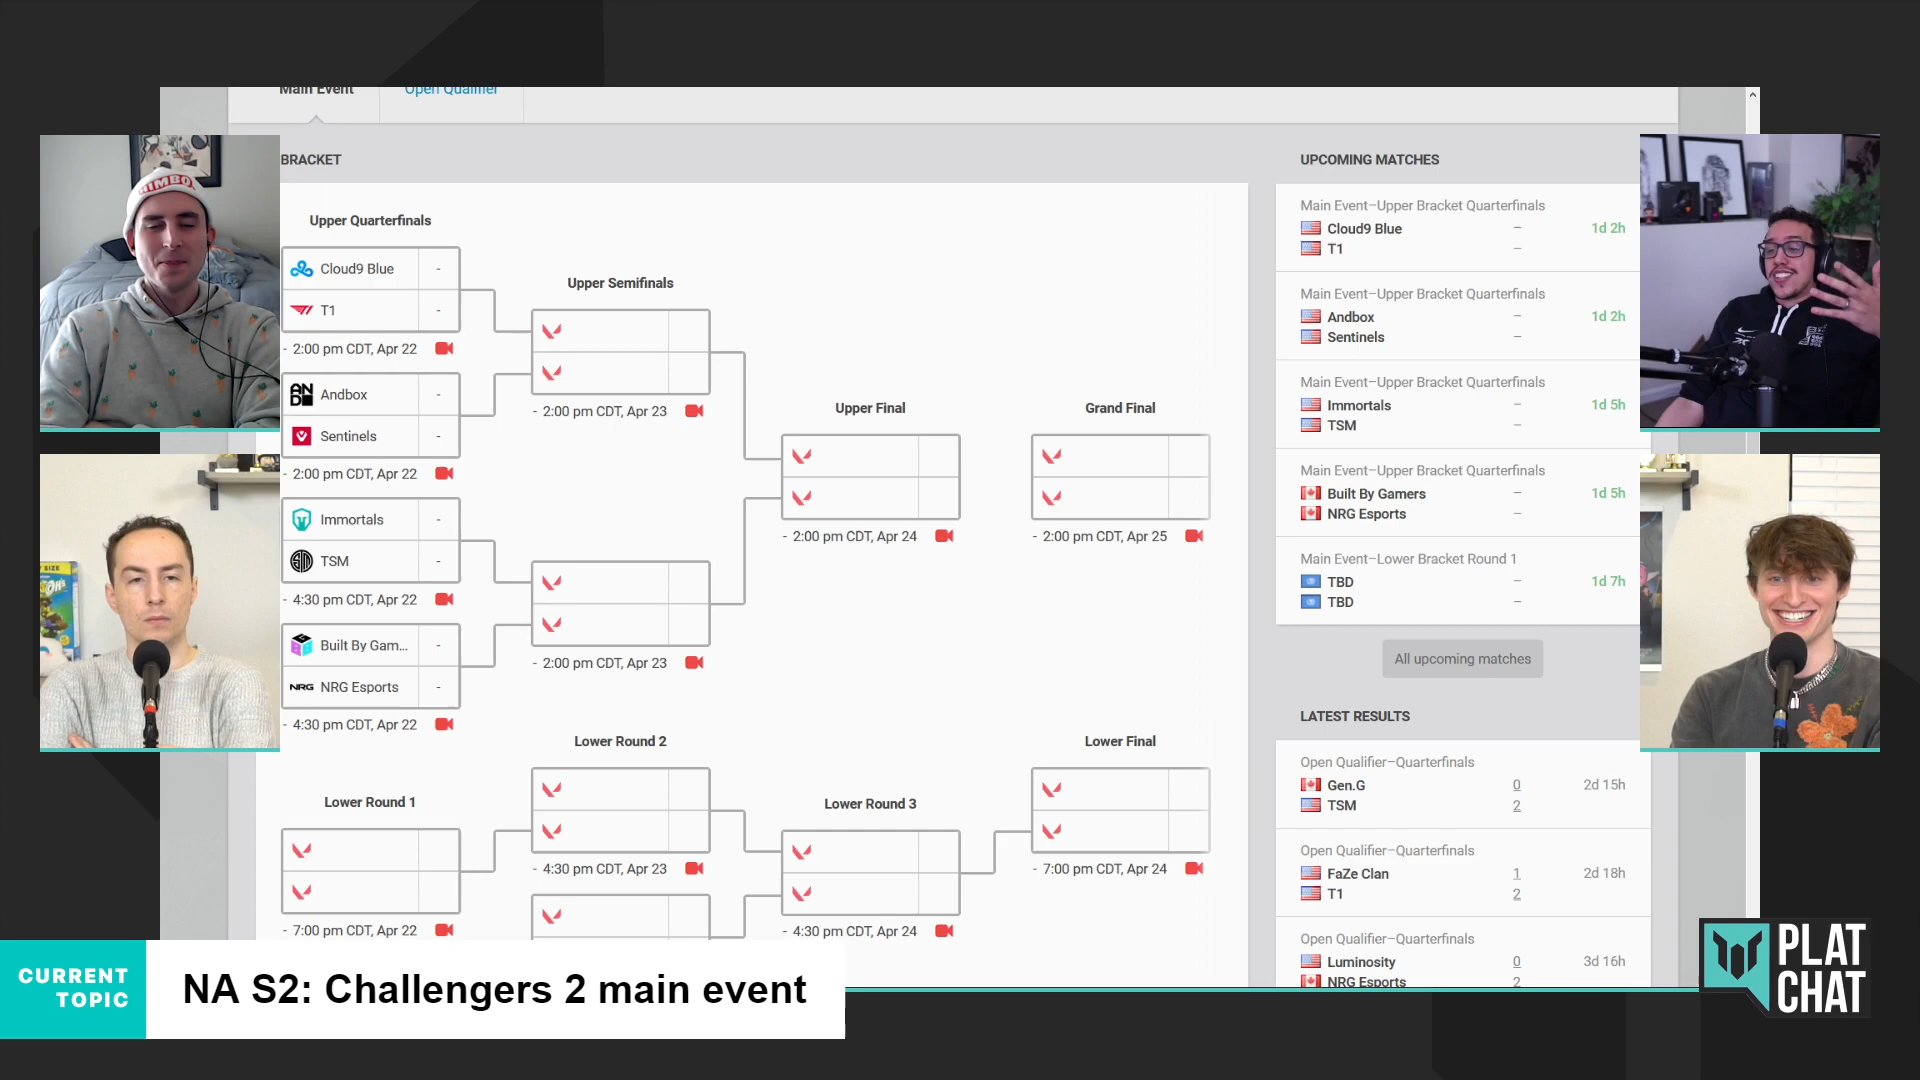 Main Event
Open Qualifier
BRACKET
UPCOMING MATCHES
Upper Quarterfinals
Cloud9 Blue -
T1 -
- 2:00 pm CDT, Apr 22
Andbox -
Sentinels -
- 2:00 pm CDT, Apr 22
Immortals -
TSM -
- 4:30 pm CDT, Apr 22
Built By Gam... -
NRG Esports -
- 4:30 pm CDT, Apr 22
Upper Semifinals
- 2:00 pm CDT, Apr 23
- 2:00 pm CDT, Apr 23
Upper Final
- 2:00 pm CDT, Apr 24
Grand Final
- 2:00 pm CDT, Apr 25
Lower Round 1
- 7:00 pm CDT, Apr 22
Lower Round 2
- 4:30 pm CDT, Apr 23
Lower Round 3
- 4:30 pm CDT, Apr 24
Lower Final
- 7:00 pm CDT, Apr 24
Main Event–Upper Bracket Quarterfinals
Cloud9 Blue – 1d 2h
T1 –
Main Event–Upper Bracket Quarterfinals
Andbox – 1d 2h
Sentinels –
Main Event–Upper Bracket Quarterfinals
Immortals – 1d 5h
TSM –
Main Event–Upper Bracket Quarterfinals
Built By Gamers – 1d 5h
NRG Esports –
Main Event–Lower Bracket Round 1
TBD – 1d 7h
TBD –
All upcoming matches
LATEST RESULTS
Open Qualifier–Quarterfinals
Gen.G 0 2d 15h
TSM 2
Open Qualifier–Quarterfinals
FaZe Clan 1 2d 18h
T1 2
Open Qualifier–Quarterfinals
Luminosity 0 3d 16h
NRG Esports 2
HIMBO
SIZE
CURRENT
TOPIC
NA S2: Challengers 2 main event
PLAT
CHAT